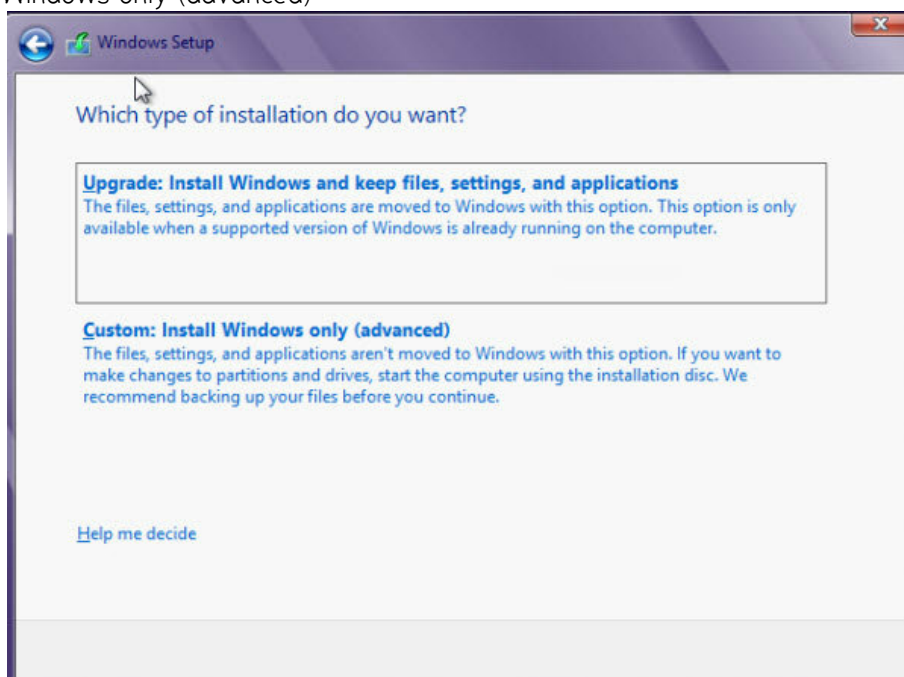 Windows only (advanced)
Windows Setup
Which type of installation do you want?
Upgrade: Install Windows and keep files, settings, and applications
The files, settings, and applications are moved to Windows with this option. This option is only
available when a supported version of Windows is already running on the computer.
Custom: Install Windows only (advanced)
The files, settings, and applications aren't moved to Windows with this option. If you want to
make changes to partitions and drives, start the computer using the installation disc. We
recommend backing up your files before you continue.
Help me decide